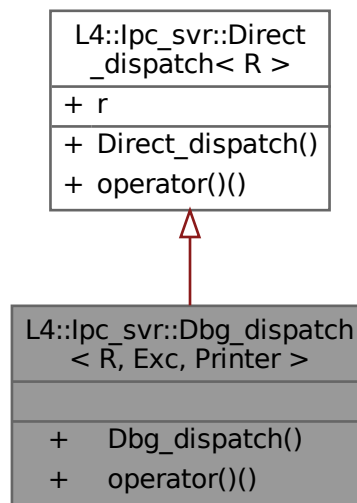 L4::Ipc_svr::Direct
_dispatch< R >
+ r
+ Direct_dispatch()
+ operator()()
L4::Ipc_svr::Dbg_dispatch
< R, Exc, Printer >
+ Dbg_dispatch()
+ operator()()